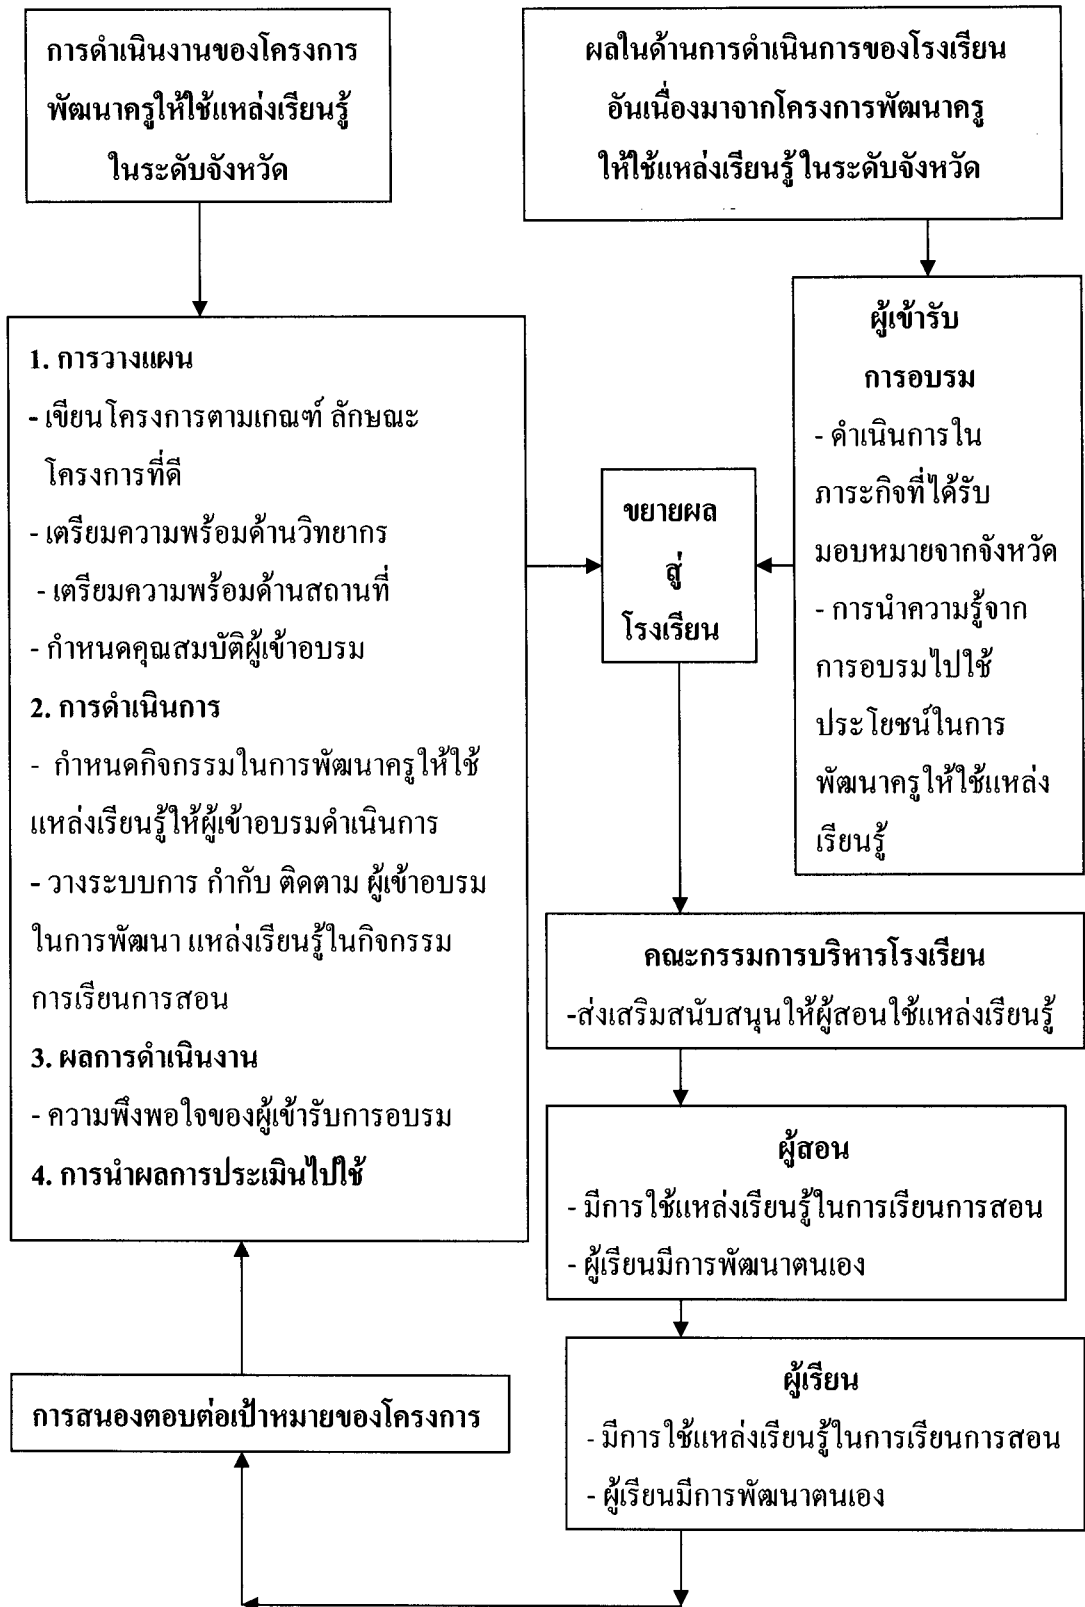 การดำเนินงานของโครงการ
พัฒนาครูให้ใช้แหล่งเรียนรู้
ในระดับจังหวัด
ผลในด้านการดำเนินการของโรงเรียน
อันเนื่องมาจากโครงการพัฒนาครู
ให้ใช้แหล่งเรียนรู้ ในระดับจังหวัด
1. การวางแผน
- เขียนโครงการตามเกณฑ์ ลักษณะ
โครงการที่ดี
- เตรียมความพร้อมด้านวิทยากร
- เตรียมความพร้อมด้านสถานที่
- กำหนดคุณสมบัติผู้เข้าอบรม
2. การดำเนินการ
- กำหนดกิจกรรมในการพัฒนาครูให้ใช้
แหล่งเรียนรู้ให้ผู้เข้าอบรมดำเนินการ
- วางระบบการ กำกับ ติดตาม ผู้เข้าอบรม
ในการพัฒนา แหล่งเรียนรู้ในกิจกรรม
การเรียนการสอน
3. ผลการดำเนินงาน
- ความพึงพอใจของผู้เข้ารับการอบรม
4. การนำผลการประเมินไปใช้
ขยายผล
สู่
โรงเรียน
ผู้เข้ารับ
การอบรม
- ดำเนินการใน
ภาระกิจที่ได้รับ
มอบหมายจากจังหวัด
- การนำความรู้จาก
การอบรมไปใช้
ประโยชน์ในการ
พัฒนาครูให้ใช้แหล่ง
เรียนรู้
คณะกรรมการบริหารโรงเรียน
-ส่งเสริมสนับสนุนให้ผู้สอนใช้แหล่งเรียนรู้
ผู้สอน
- มีการใช้แหล่งเรียนรู้ในการเรียนการสอน
- ผู้เรียนมีการพัฒนาตนเอง
ผู้เรียน
- มีการใช้แหล่งเรียนรู้ในการเรียนการสอน
- ผู้เรียนมีการพัฒนาตนเอง
การสนองตอบต่อเป้าหมายของโครงการ